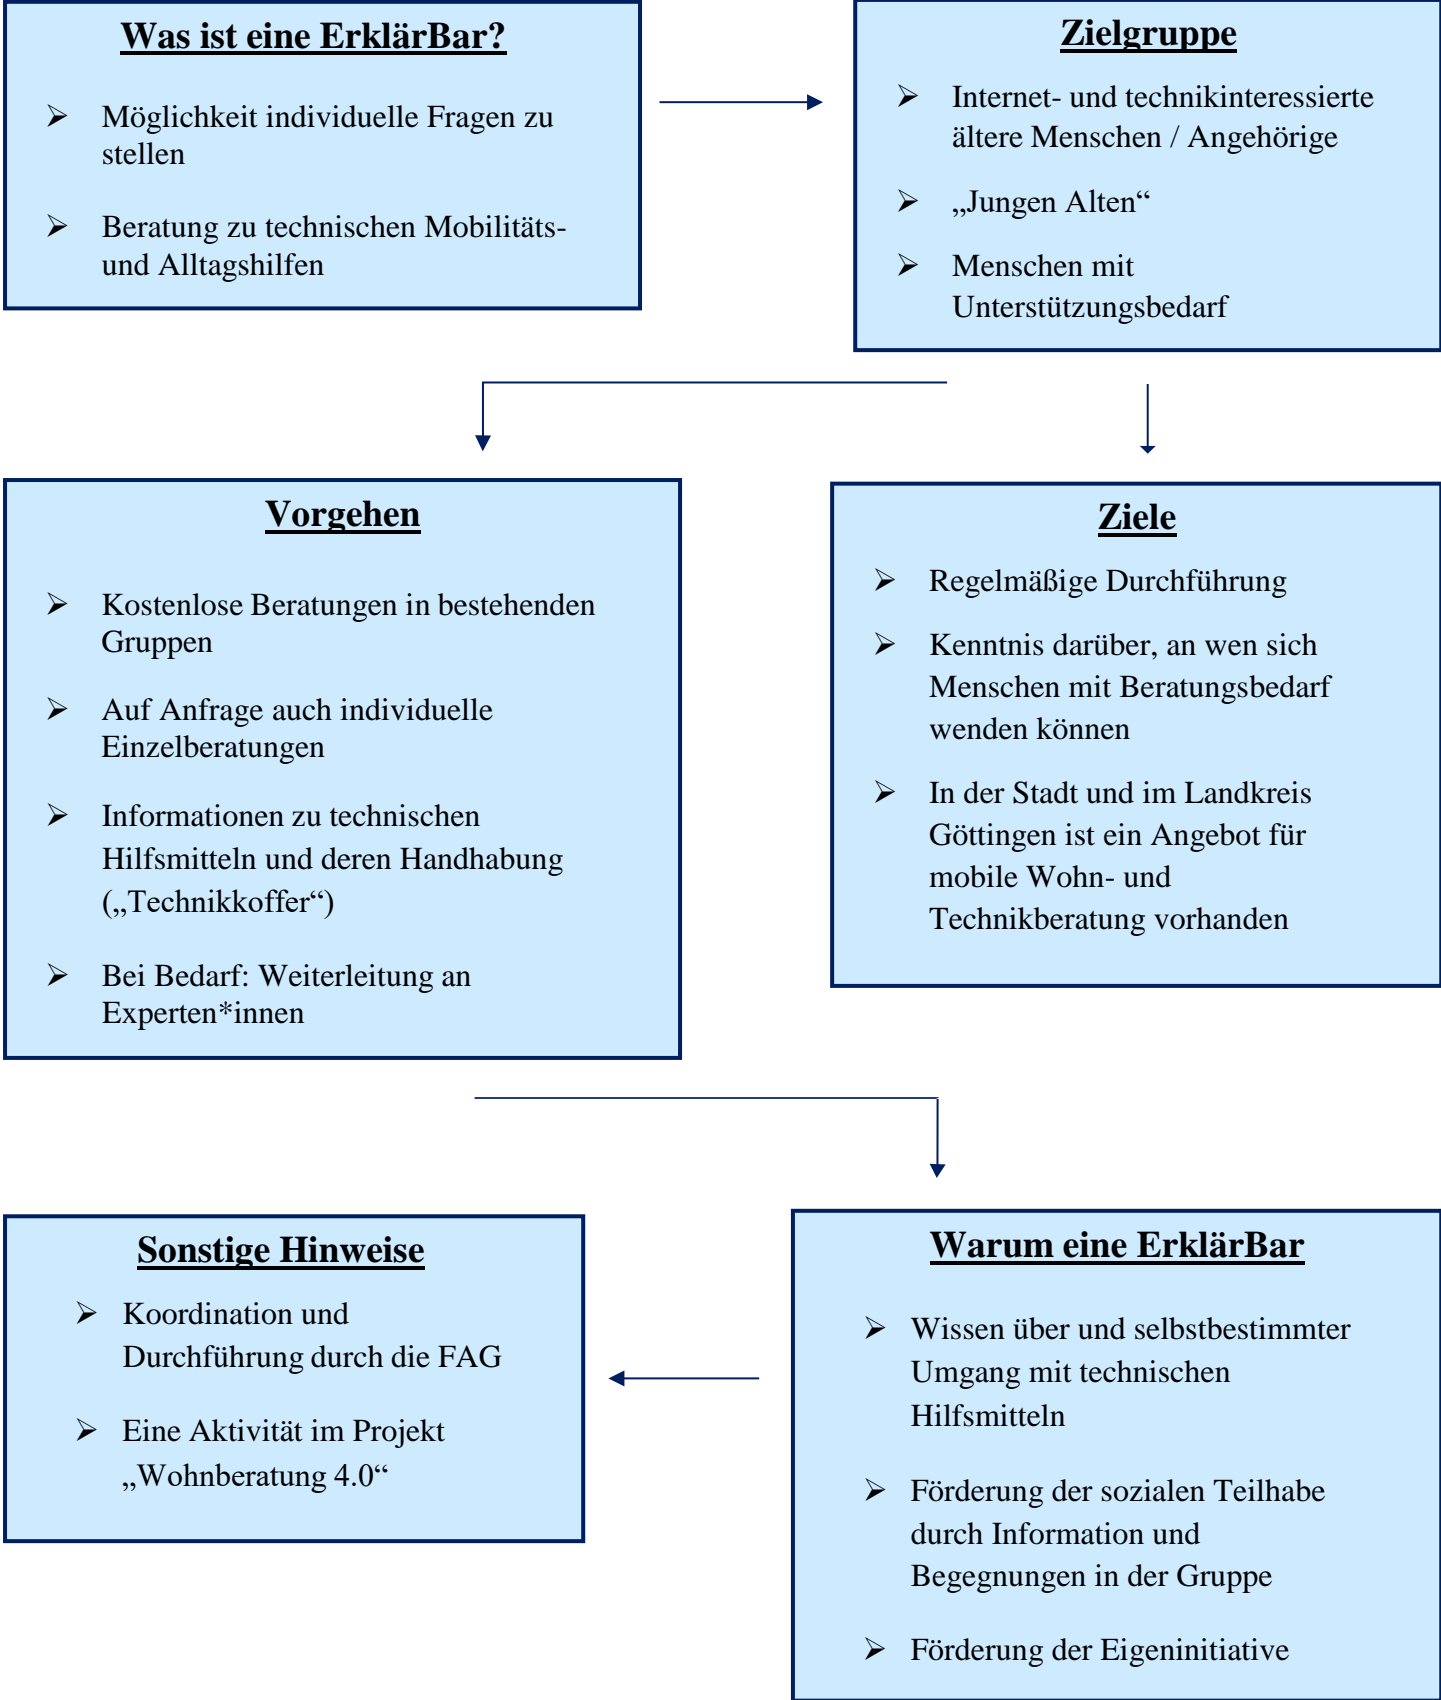 Was ist eine ErklärBar?
➢ Möglichkeit individuelle Fragen zu
stellen
➢ Beratung zu technischen Mobilitäts-
und Alltagshilfen
Zielgruppe
➢ Internet- und technikinteressierte
ältere Menschen / Angehörige
➢ „Jungen Alten“
➢ Menschen mit
Unterstützungsbedarf
Vorgehen
➢ Kostenlose Beratungen in bestehenden
Gruppen
➢ Auf Anfrage auch individuelle
Einzelberatungen
➢ Informationen zu technischen
Hilfsmitteln und deren Handhabung
(„Technikkoffer“)
➢ Bei Bedarf: Weiterleitung an
Experten*innen
Ziele
➢ Regelmäßige Durchführung
➢ Kenntnis darüber, an wen sich
Menschen mit Beratungsbedarf
wenden können
➢ In der Stadt und im Landkreis
Göttingen ist ein Angebot für
mobile Wohn- und
Technikberatung vorhanden
Sonstige Hinweise
➢ Koordination und
Durchführung durch die FAG
➢ Eine Aktivität im Projekt
„Wohnberatung 4.0“
Warum eine ErklärBar
➢ Wissen über und selbstbestimmter
Umgang mit technischen
Hilfsmitteln
➢ Förderung der sozialen Teilhabe
durch Information und
Begegnungen in der Gruppe
➢ Förderung der Eigeninitiative